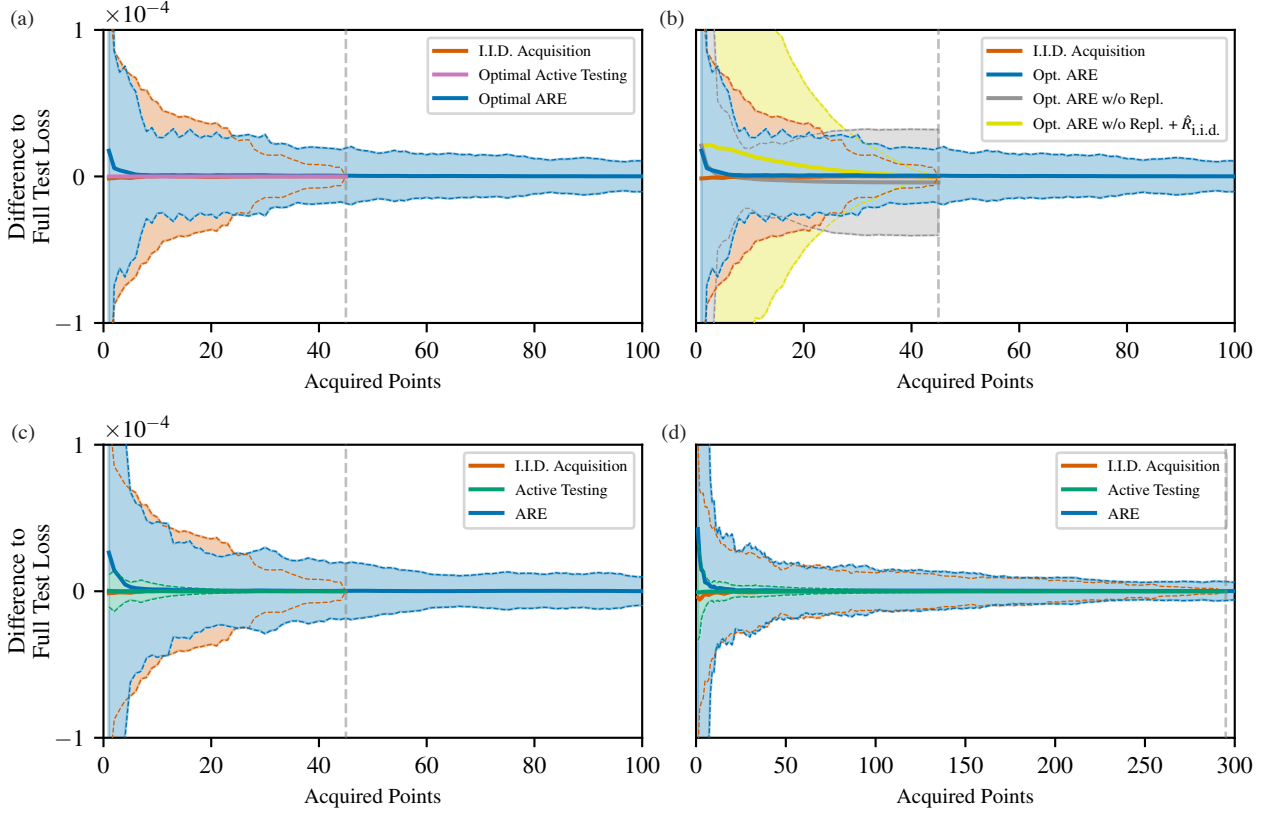 (a)
×10⁻⁴
1
0
−1
Difference to
Full Test Loss
I.I.D. Acquisition
Optimal Active Testing
Optimal ARE
0 20 40 60 80 100
Acquired Points
(b)
I.I.D. Acquisition
Opt. ARE
Opt. ARE w/o Repl.
Opt. ARE w/o Repl. + R̂i.i.d.
0 20 40 60 80 100
Acquired Points
(c)
×10⁻⁴
1
0
−1
Difference to
Full Test Loss
I.I.D. Acquisition
Active Testing
ARE
0 20 40 60 80 100
Acquired Points
(d)
I.I.D. Acquisition
Active Testing
ARE
0 50 100 150 200 250 300
Acquired Points